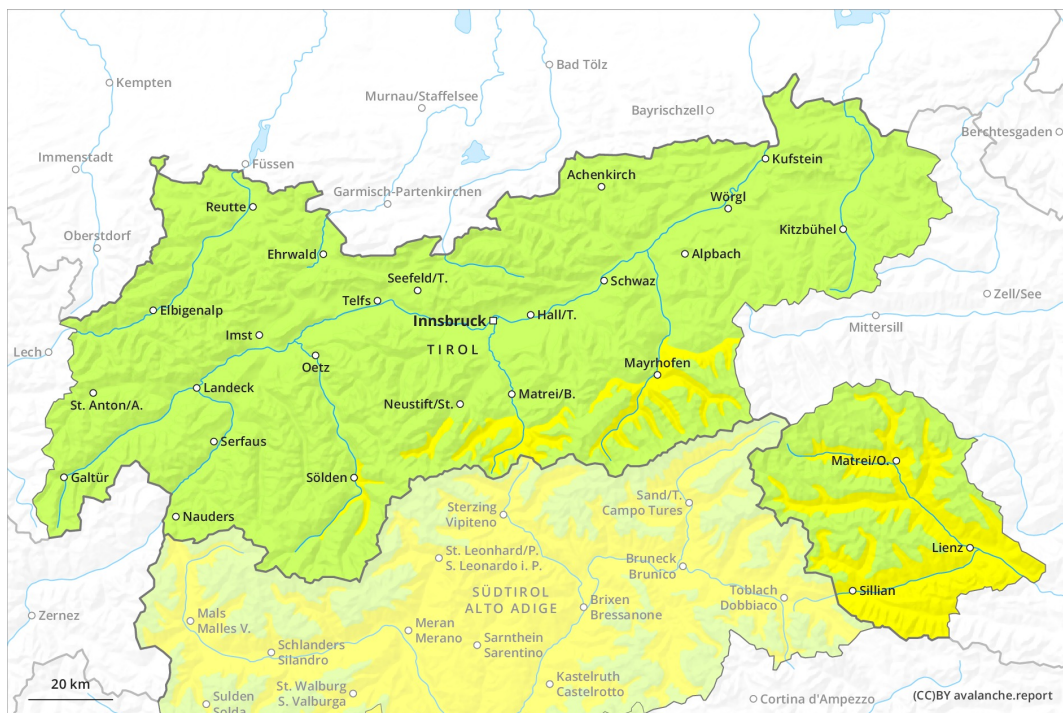 Kempten
Bad Tölz
Murnau/Staffelsee
Bayrischzell
Berchtesgaden
Immenstadt
Füssen
Kufstein
Achenkirch
Garmisch-Partenkirchen
Reutte
Wörgl
Oberstdorf
Kitzbühel
Ehrwald
Alpbach
Seefeld/T.
Schwaz
Zell/See
Telfs
Elbigenalp
Hall/T.
Innsbruck
Mittersill
Imst
Lech
TIROL
Oetz
Mayrhofen
Landeck
St. Anton/A.
Neustift/St.
Matrei/B.
Serfaus
Matrei/O.
Galtür
Sölden
Sand/T.
Campo Tures
Sterzing
Vipiteno
Nauders
Lienz
St. Leonhard/P.
S. Leonardo i. P.
Bruneck
Brunico
SÜDTIROL
ALTO ADIGE
Toblach
Dobbiaco
Sillian
Zernez
Mals
Malles V.
Brixen
Bressanone
Meran
Merano
Schlanders
Silandro
Sarnthein
Sarentino
20 km
St. Walburg
S. Valburga
Kastelruth
Castelrotto
Sulden
Solda
Cortina d'Ampezzo
(CC)BY avalanche.report